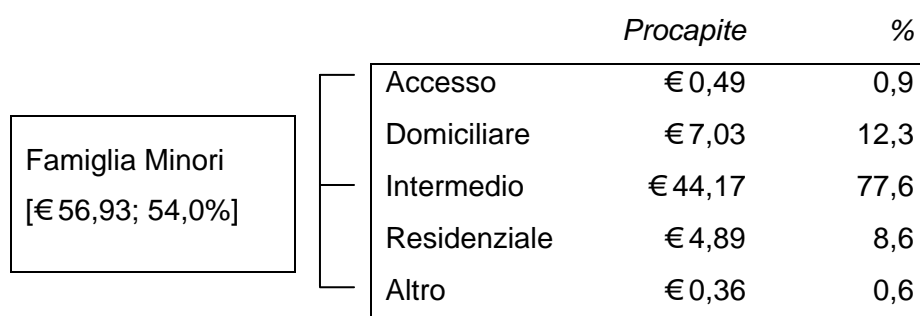 Procapite %
Accesso € 0,49 0,9
Domiciliare € 7,03 12,3
Famiglia Minori
[€ 56,93; 54,0%]
Intermedio € 44,17 77,6
Residenziale € 4,89 8,6
Altro € 0,36 0,6